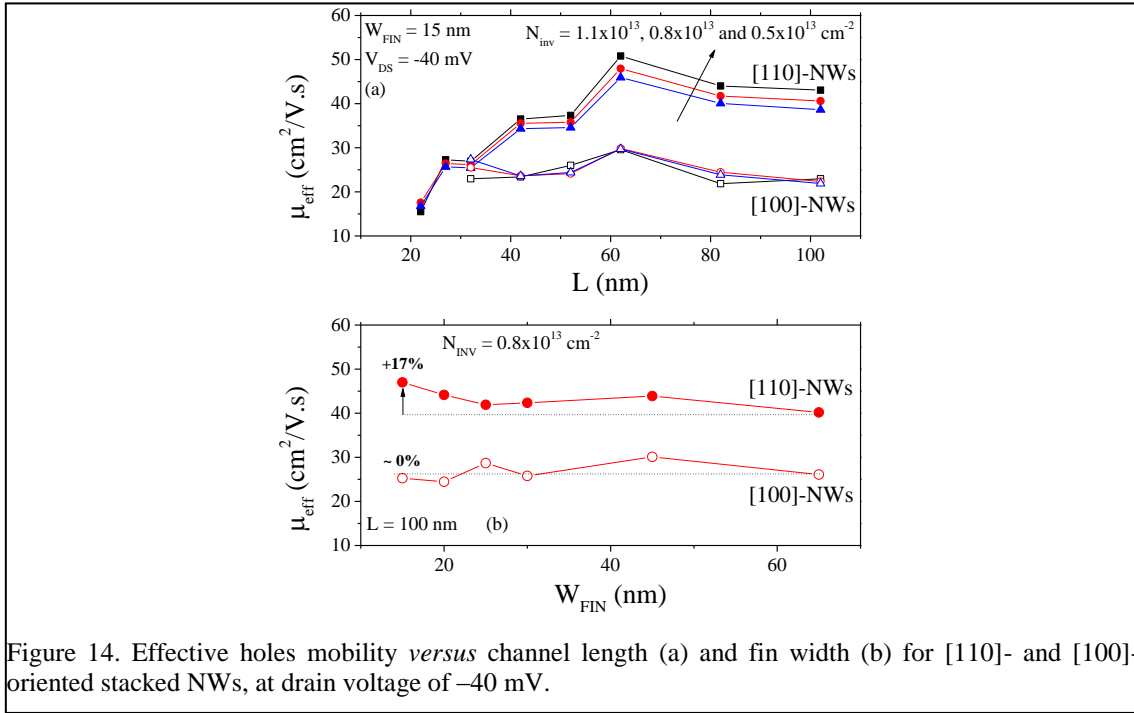 60
50
40
30
20
10
W_FIN = 15 nm
V_DS = -40 mV
(a)
N_inv = 1.1x10^13, 0.8x10^13 and 0.5x10^13 cm^-2
[110]-NWs
[100]-NWs
μ_eff (cm^2/V.s)
20 40 60 80 100
L (nm)
60
50
40
30
20
10
N_INV = 0.8x10^13 cm^-2
+17%
[110]-NWs
~ 0%
[100]-NWs
L = 100 nm (b)
μ_eff (cm^2/V.s)
20 40 60
W_FIN (nm)
Figure 14. Effective holes mobility versus channel length (a) and fin width (b) for [110]- and [100]-
oriented stacked NWs, at drain voltage of –40 mV.